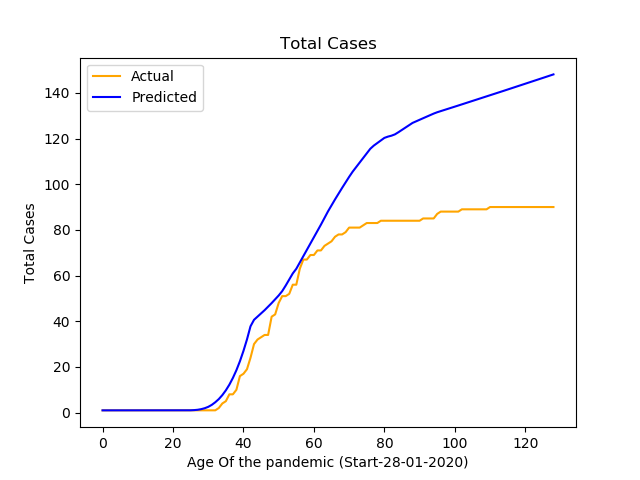 Total Cases
Actual
Predicted
140
120
100
80
60
40
20
0
Total Cases
0 20 40 60 80 100 120
Age Of the pandemic (Start-28-01-2020)